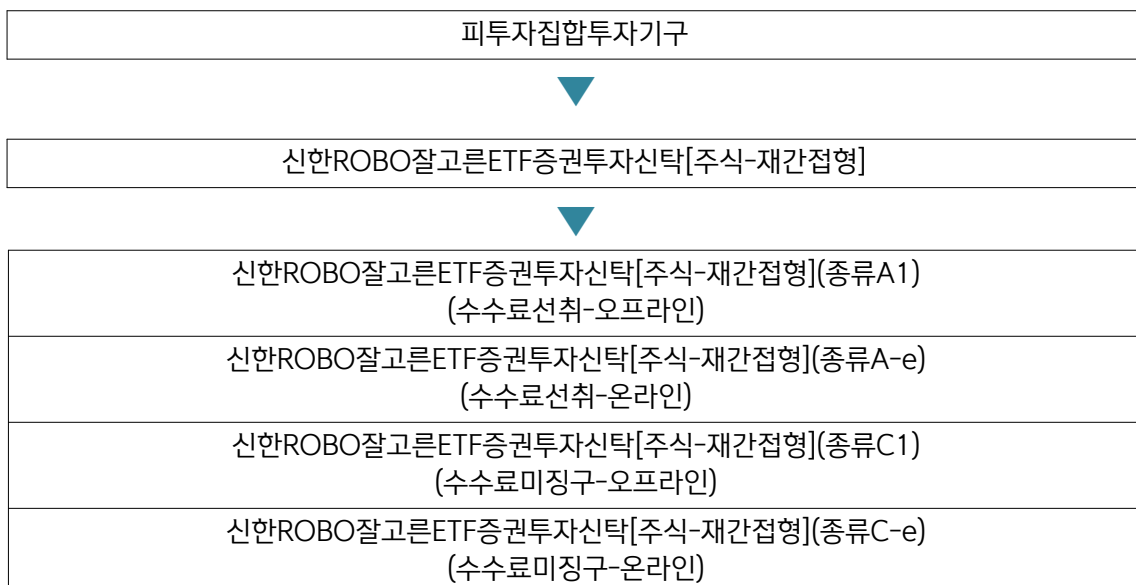 피투자집합투자기구
신한ROBO잘고른ETF증권투자신탁[주식-재간접형]
신한ROBO잘고른ETF증권투자신탁[주식-재간접형](종류A1)
(수수료선취-오프라인)
신한ROBO잘고른ETF증권투자신탁[주식-재간접형](종류A-e)
(수수료선취-온라인)
신한ROBO잘고른ETF증권투자신탁[주식-재간접형](종류C1)
(수수료미징구-오프라인)
신한ROBO잘고른ETF증권투자신탁[주식-재간접형](종류C-e)
(수수료미징구-온라인)